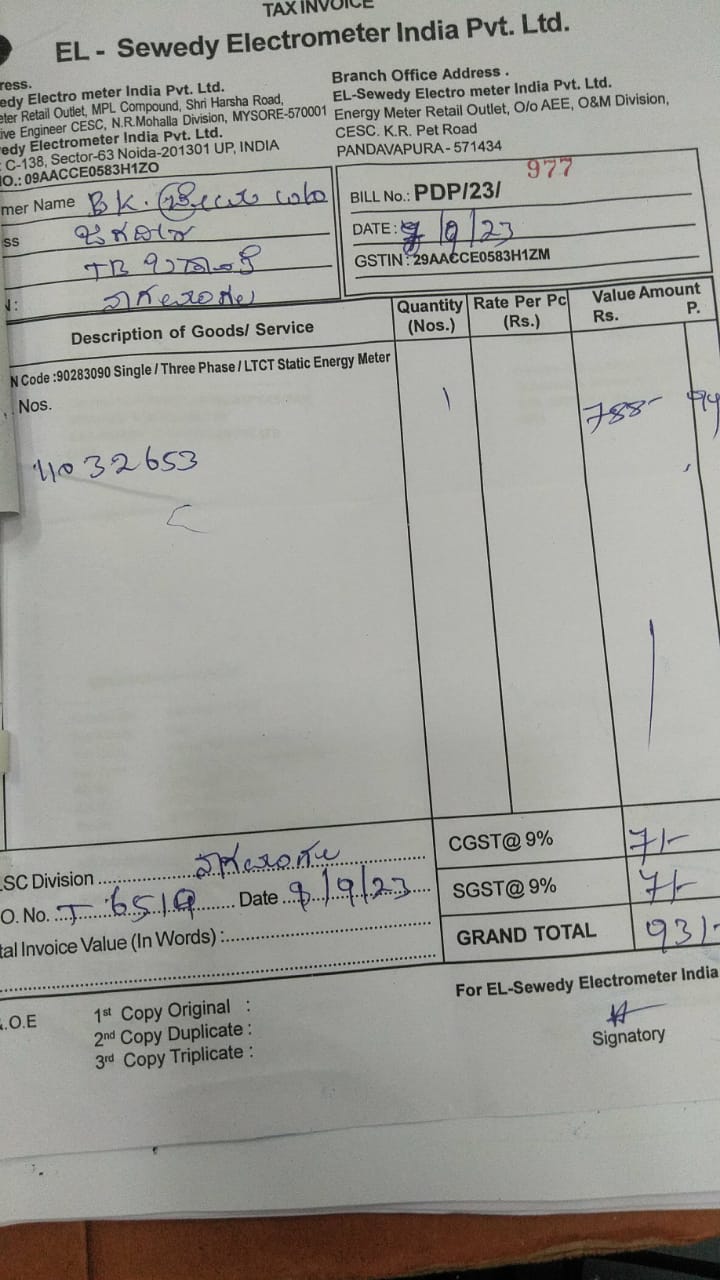 TAX INVOICE
EL - Sewedy Electrometer India Pvt. Ltd.
ress.
edy Electro meter India Pvt. Ltd.
eter Retail Outlet, MPL Compound, Shri Harsha Road,
ive Engineer CESC, N.R.Mohalla Division, MYSORE-570001
edy Electrometer India Pvt. Ltd.
: C-138, Sector-63 Noida-201301 UP, INDIA
O.: 09AACCE0583H1ZO
Branch Office Address .
EL-Sewedy Electro meter India Pvt. Ltd.
Energy Meter Retail Outlet, O/o AEE, O&M Division,
CESC. K.R. Pet Road
PANDAVAPURA - 571434
mer Name B.K.
ss
TB
N:
BILL No.: PDP/23/ 977
DATE: 9/23
GSTIN : 29AACCE0583H1ZM
Description of Goods/ Service
Quantity (Nos.)
Rate Per Pc (Rs.)
Value Amount
Rs. P.
N Code :90283090 Single / Three Phase / LTCT Static Energy Meter
. Nos.
1
788- 94
11032653
SC Division
O. No. Date 9/23
tal Invoice Value (In Words) :
CGST@ 9% 71-
SGST@ 9% 71-
GRAND TOTAL 931-
For EL-Sewedy Electrometer India
.O.E
1st Copy Original :
2nd Copy Duplicate :
3rd Copy Triplicate :
Signatory